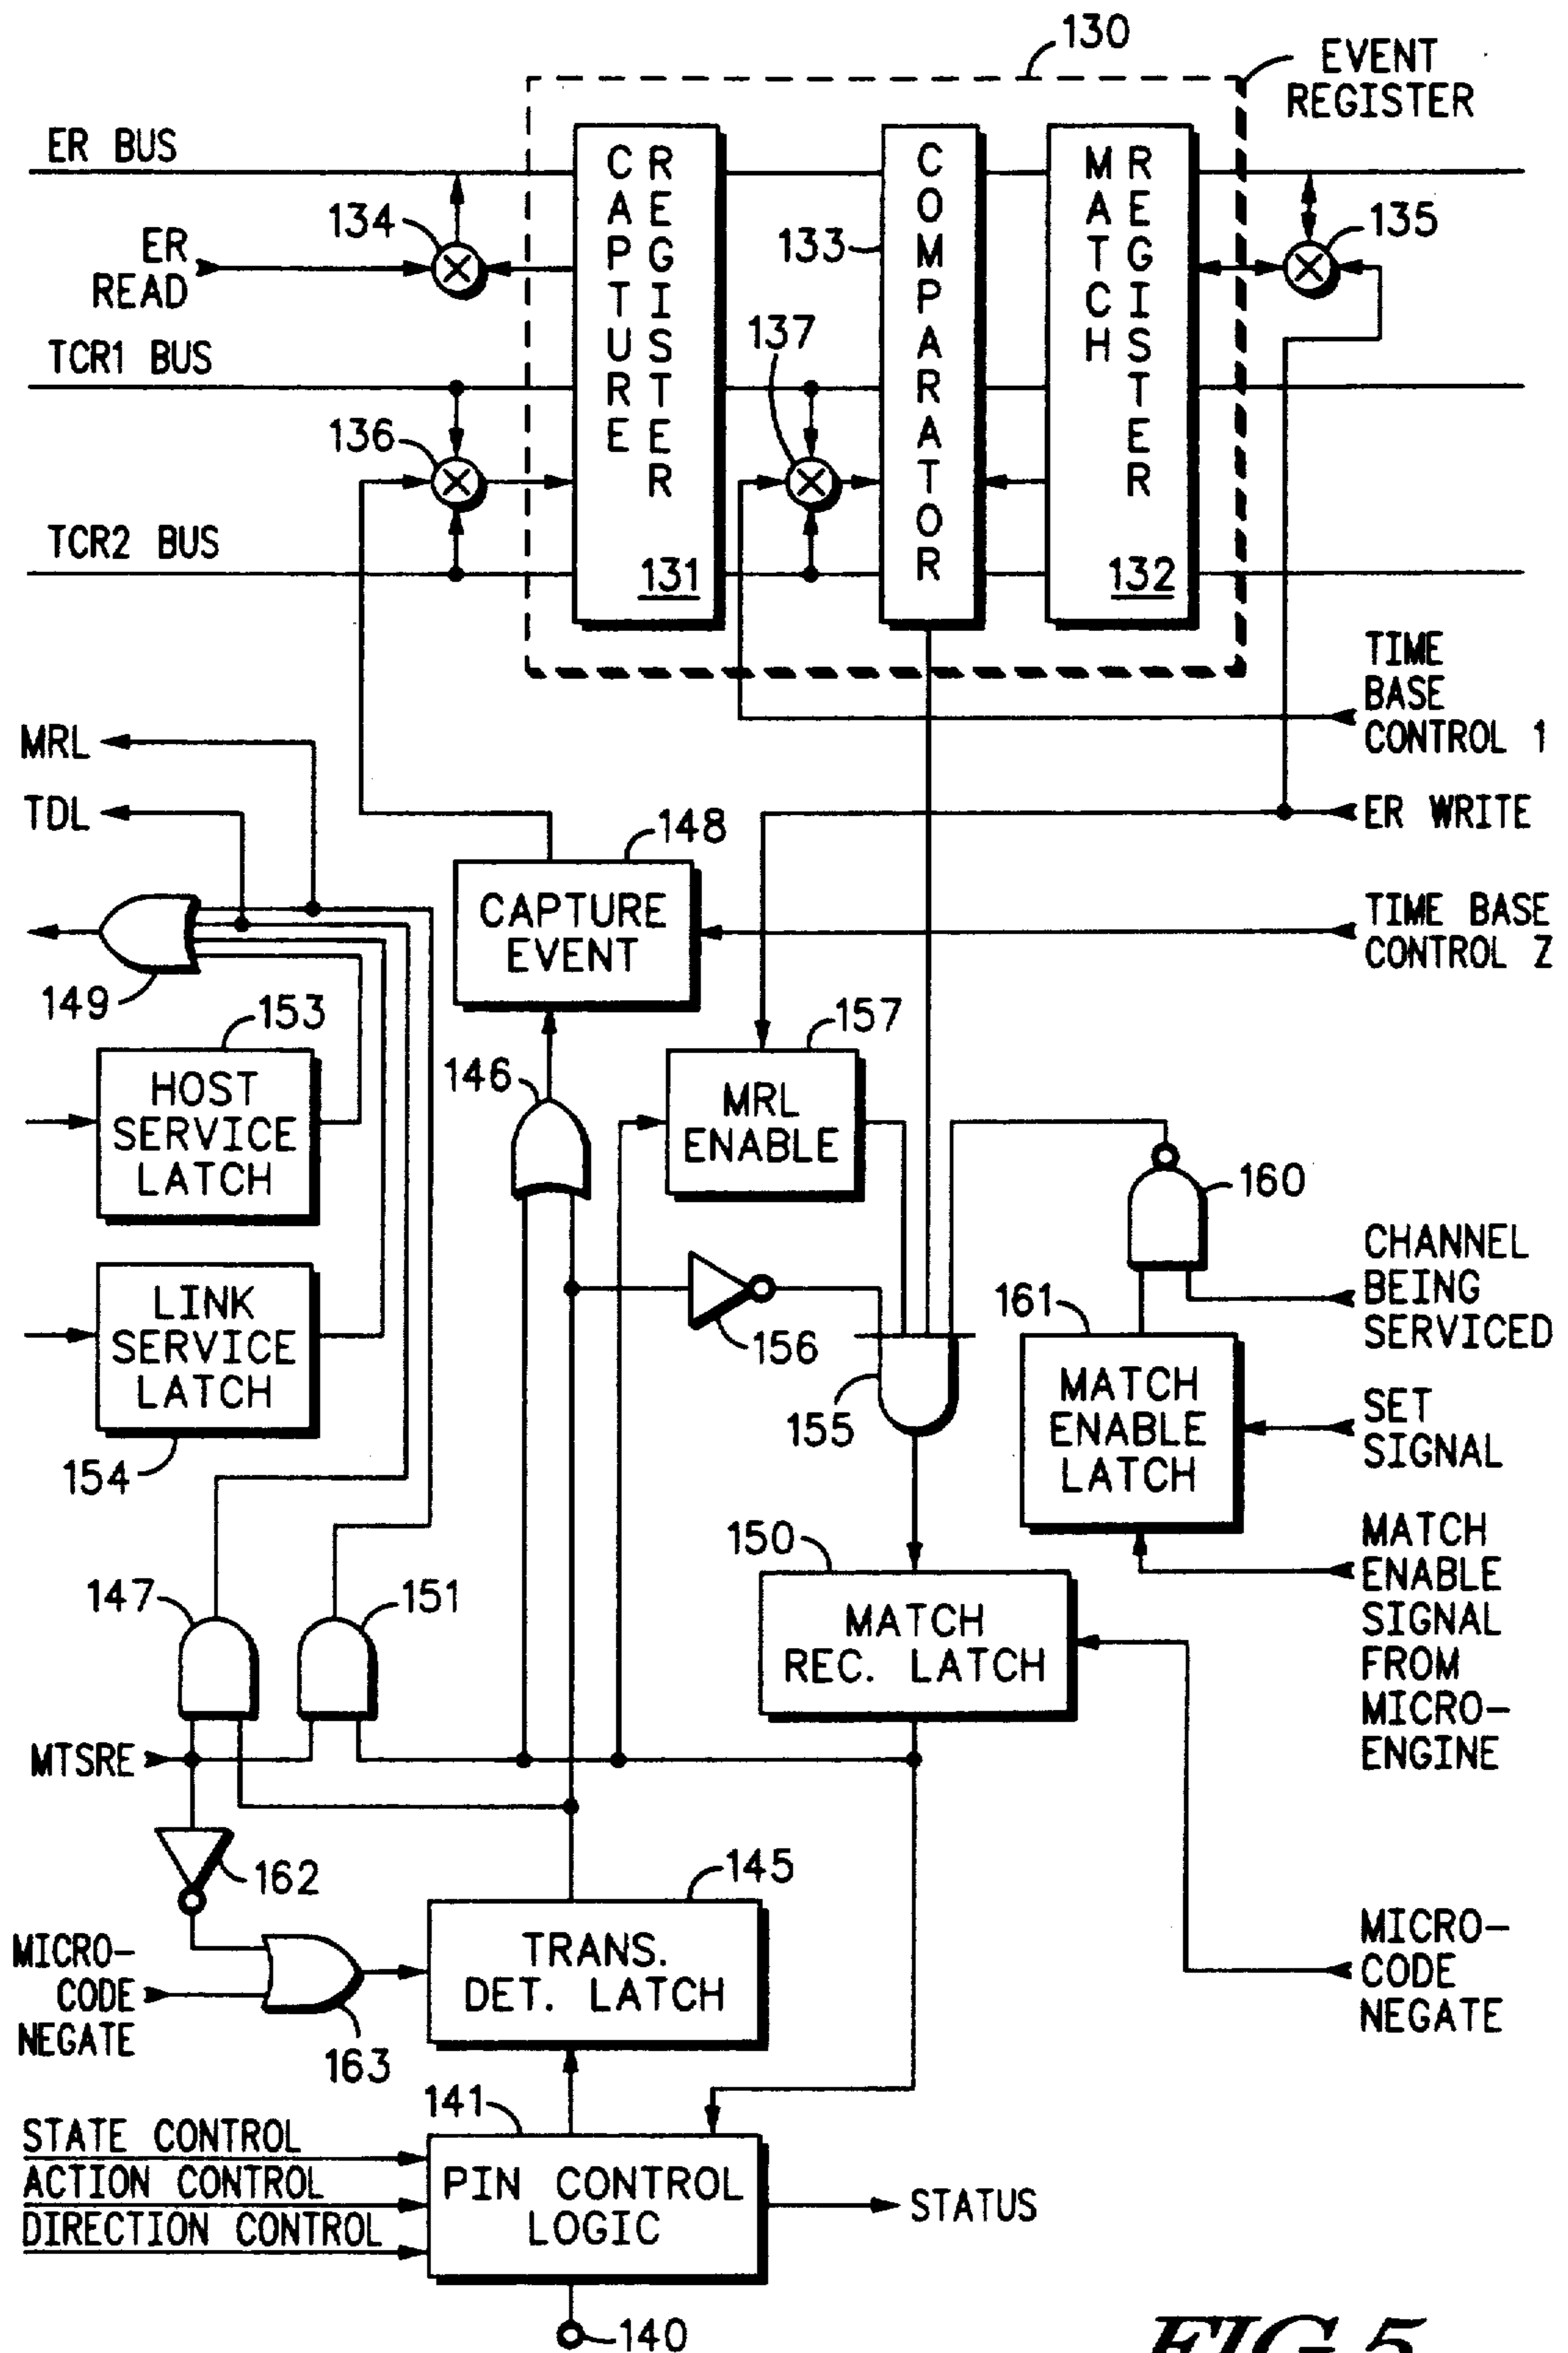 130
EVENT
REGISTER
ER BUS
CAPTURE
REGISTER
COMPARATOR
MATCH
REGISTER
134
133
135
ER
READ
137
TCR1 BUS
136
TCR2 BUS
131
132
TIME
BASE
CONTROL 1
MRL
TDL
148
ER WRITE
CAPTURE
EVENT
TIME BASE
CONTROL Z
149
153
157
146
HOST
SERVICE
LATCH
MRL
ENABLE
160
CHANNEL
BEING
SERVICED
LINK
SERVICE
LATCH
161
156
MATCH
ENABLE
LATCH
SET
SIGNAL
155
154
MATCH
ENABLE
SIGNAL
FROM
MICRO-
ENGINE
150
147
151
MATCH
REC. LATCH
MTSRE
145
162
TRANS.
DET. LATCH
MICRO-
CODE
NEGATE
MICRO-
CODE
NEGATE
163
141
STATE CONTROL
ACTION CONTROL
DIRECTION CONTROL
PIN CONTROL
LOGIC
STATUS
140
FIG.5